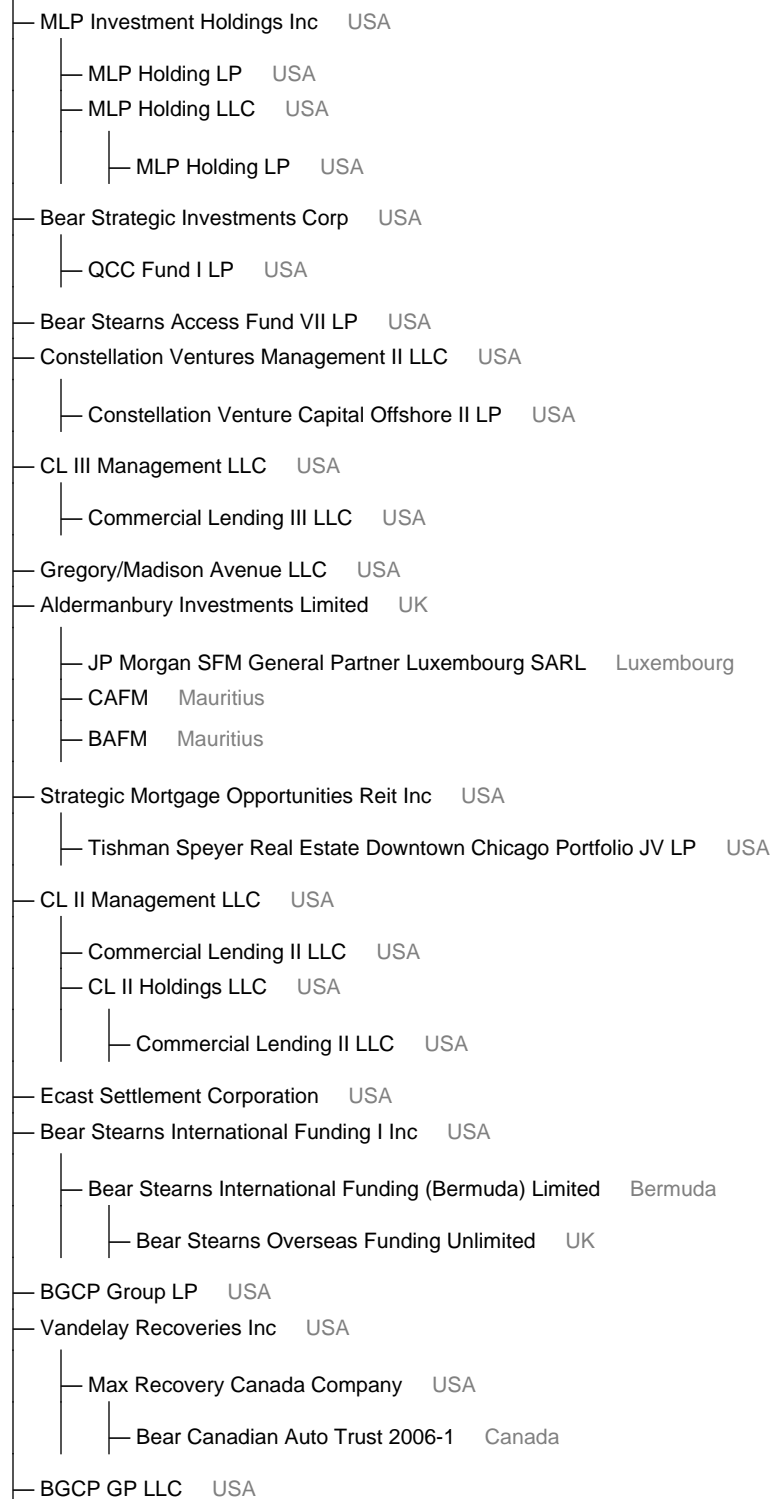 MLP Investment Holdings Inc USA
MLP Holding LP USA
MLP Holding LLC USA
MLP Holding LP USA
Bear Strategic Investments Corp USA
QCC Fund I LP USA
Bear Stearns Access Fund VII LP USA
Constellation Ventures Management II LLC USA
Constellation Venture Capital Offshore II LP USA
CL III Management LLC USA
Commercial Lending III LLC USA
Gregory/Madison Avenue LLC USA
Aldermanbury Investments Limited UK
JP Morgan SFM General Partner Luxembourg SARL Luxembourg
CAFM Mauritius
BAFM Mauritius
Strategic Mortgage Opportunities Reit Inc USA
Tishman Speyer Real Estate Downtown Chicago Portfolio JV LP USA
CL II Management LLC USA
Commercial Lending II LLC USA
CL II Holdings LLC USA
Commercial Lending II LLC USA
Ecast Settlement Corporation USA
Bear Stearns International Funding I Inc USA
Bear Stearns International Funding (Bermuda) Limited Bermuda
Bear Stearns Overseas Funding Unlimited UK
BGCP Group LP USA
Vandelay Recoveries Inc USA
Max Recovery Canada Company USA
Bear Canadian Auto Trust 2006-1 Canada
BGCP GP LLC USA